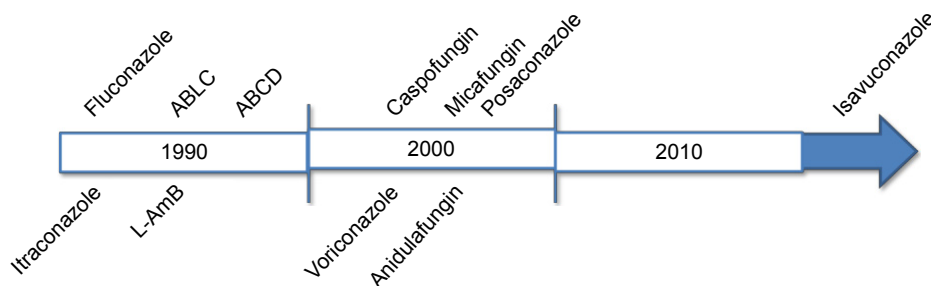 Fluconazole
ABLC
ABCD
Caspofungin
Micafungin
Posaconazole
Isavuconazole
1990
2000
2010
Itraconazole
L-AmB
Voriconazole
Anidulafungin